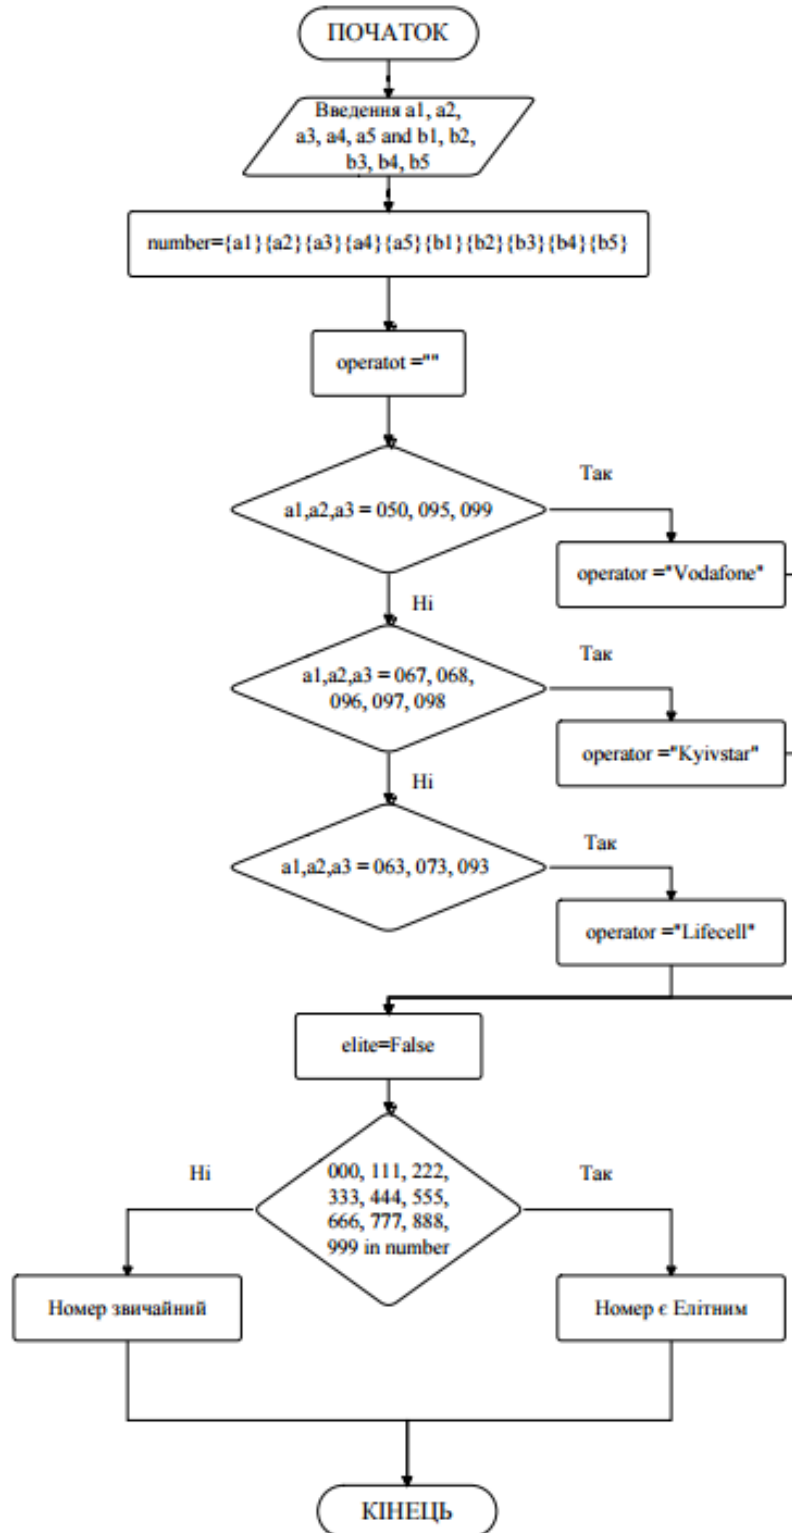 ПОЧАТОК
Введення a1, a2,
a3, a4, a5 and b1, b2,
b3, b4, b5
number={a1}{a2}{a3}{a4}{a5}{b1}{b2}{b3}{b4}{b5}
operatot =""
a1,a2,a3 = 050, 095, 099
Так
operator ="Vodafone"
Ні
a1,a2,a3 = 067, 068,
096, 097, 098
Так
operator ="Kyivstar"
Ні
a1,a2,a3 = 063, 073, 093
Так
operator ="Lifecell"
elite=False
000, 111, 222,
333, 444, 555,
666, 777, 888,
999 in number
Ні
Так
Номер звичайний
Номер є Елітним
КІНЕЦЬ